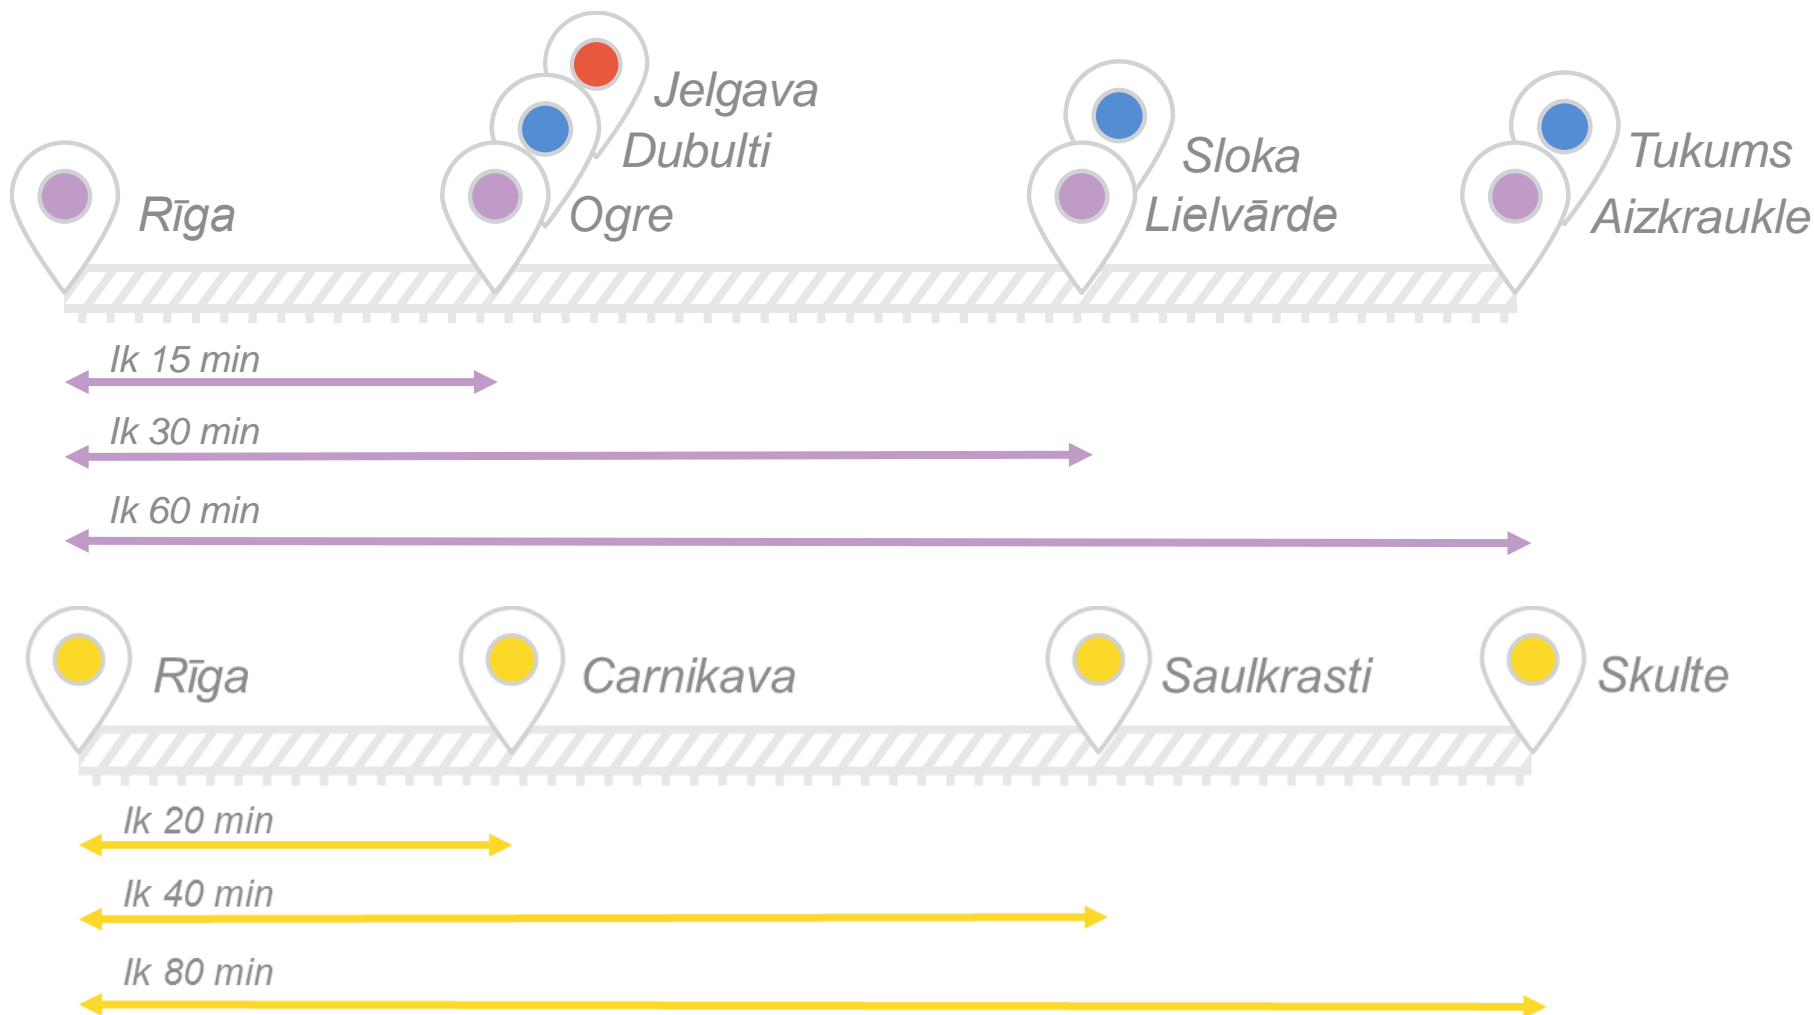 Jelgava
Dubulti
Rīga
Ogre
Sloka
Lielvārde
Tukums
Aizkraukle
Ik 15 min
Ik 30 min
Ik 60 min
Rīga
Carnikava
Saulkrasti
Skulte
Ik 20 min
Ik 40 min
Ik 80 min